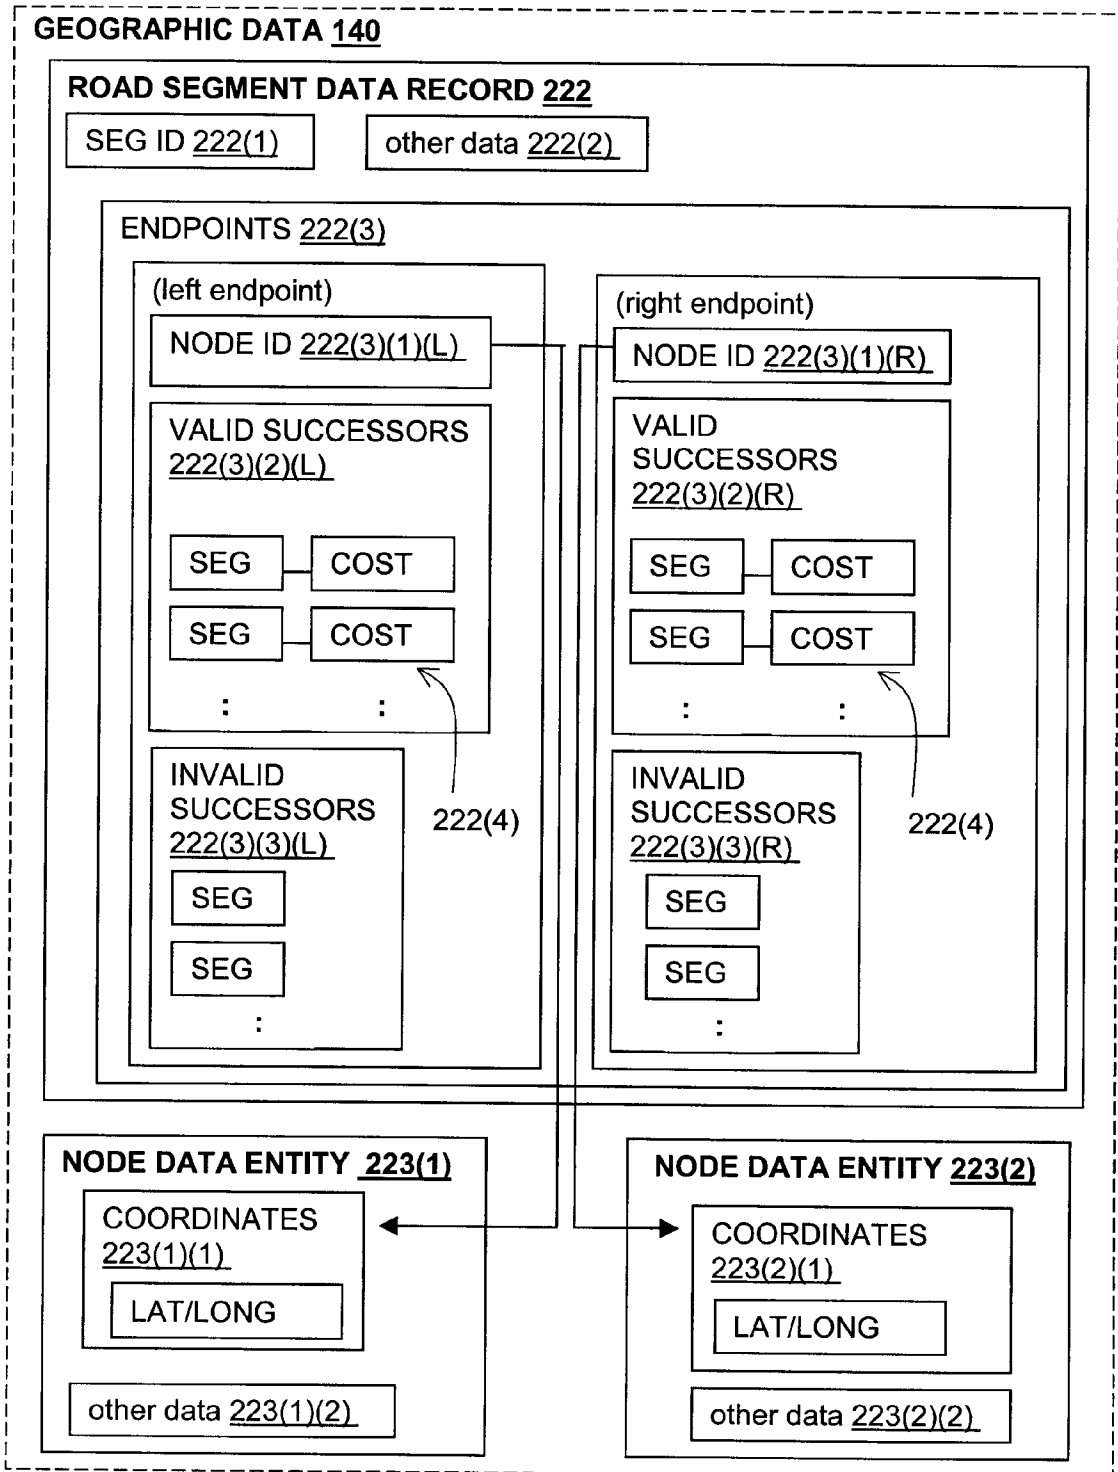 GEOGRAPHIC DATA 140
ROAD SEGMENT DATA RECORD 222
SEG ID 222(1)
other data 222(2)
ENDPOINTS 222(3)
(left endpoint)
NODE ID 222(3)(1)(L)
VALID SUCCESSORS
222(3)(2)(L)
SEG COST
SEG COST
: :
222(4)
INVALID
SUCCESSORS
222(3)(3)(L)
SEG
SEG
:
(right endpoint)
NODE ID 222(3)(1)(R)
VALID
SUCCESSORS
222(3)(2)(R)
SEG COST
SEG COST
: :
222(4)
INVALID
SUCCESSORS
222(3)(3)(R)
SEG
SEG
:
NODE DATA ENTITY 223(1)
COORDINATES
223(1)(1)
LAT/LONG
other data 223(1)(2)
NODE DATA ENTITY 223(2)
COORDINATES
223(2)(1)
LAT/LONG
other data 223(2)(2)